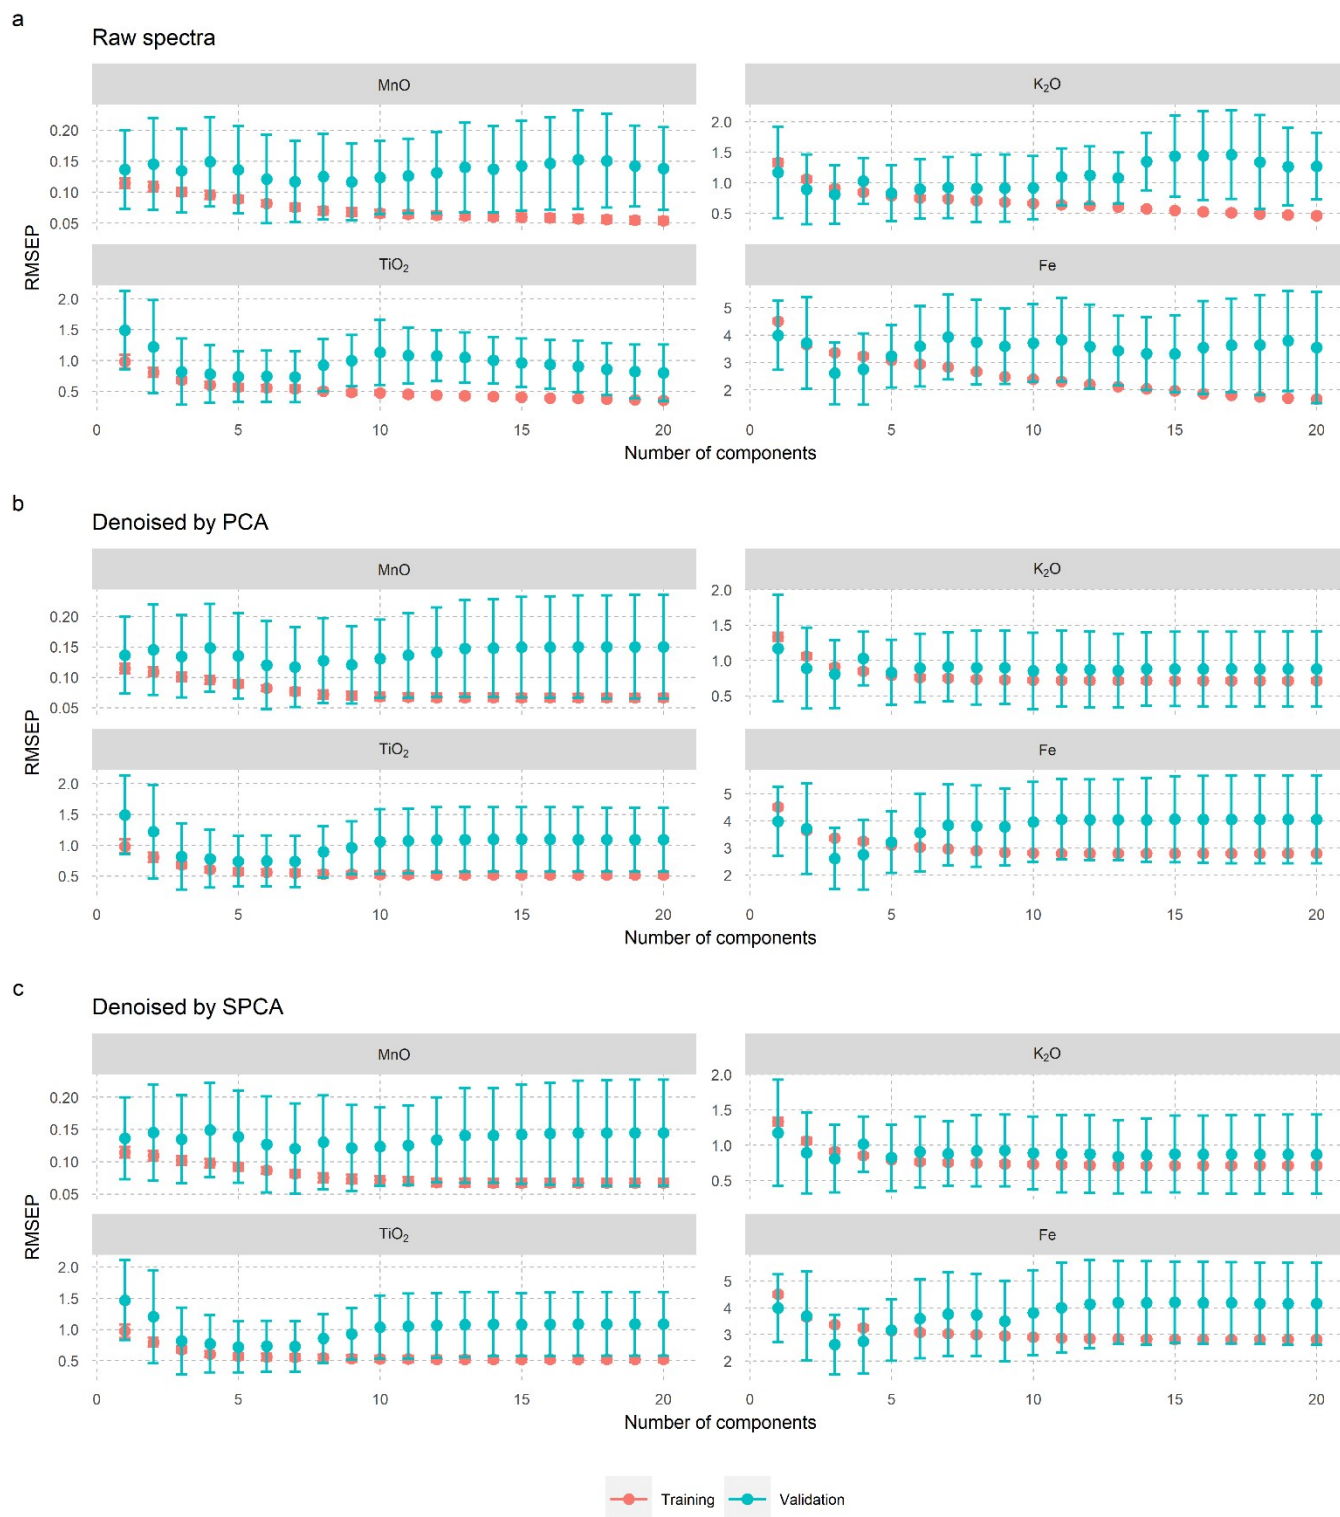 a
Raw spectra
MnO
K₂O
0.20
0.15
0.10
0.05
2.0
1.5
1.0
0.5
RMSEP
TiO₂
Fe
2.0
1.5
1.0
0.5
5
4
3
2
0 5 10 15 20
0 5 10 15 20
Number of components
b
Denoised by PCA
MnO
K₂O
0.20
0.15
0.10
0.05
2.0
1.5
1.0
0.5
RMSEP
TiO₂
Fe
2.0
1.5
1.0
0.5
5
4
3
2
0 5 10 15 20
0 5 10 15 20
Number of components
c
Denoised by SPCA
MnO
K₂O
0.20
0.15
0.10
0.05
2.0
1.5
1.0
0.5
RMSEP
TiO₂
Fe
2.0
1.5
1.0
0.5
5
4
3
2
0 5 10 15 20
0 5 10 15 20
Number of components
Training Validation